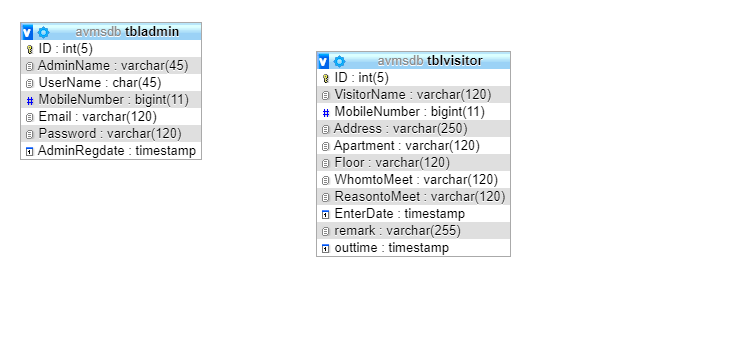 avmsdb tbladmin
ID : int(5)
AdminName : varchar(45)
UserName : char(45)
MobileNumber : bigint(11)
Email : varchar(120)
Password : varchar(120)
AdminRegdate : timestamp
avmsdb tblvisitor
ID : int(5)
VisitorName : varchar(120)
MobileNumber : bigint(11)
Address : varchar(250)
Apartment : varchar(120)
Floor : varchar(120)
WhomtoMeet : varchar(120)
ReasontoMeet : varchar(120)
EnterDate : timestamp
remark : varchar(255)
outtime : timestamp